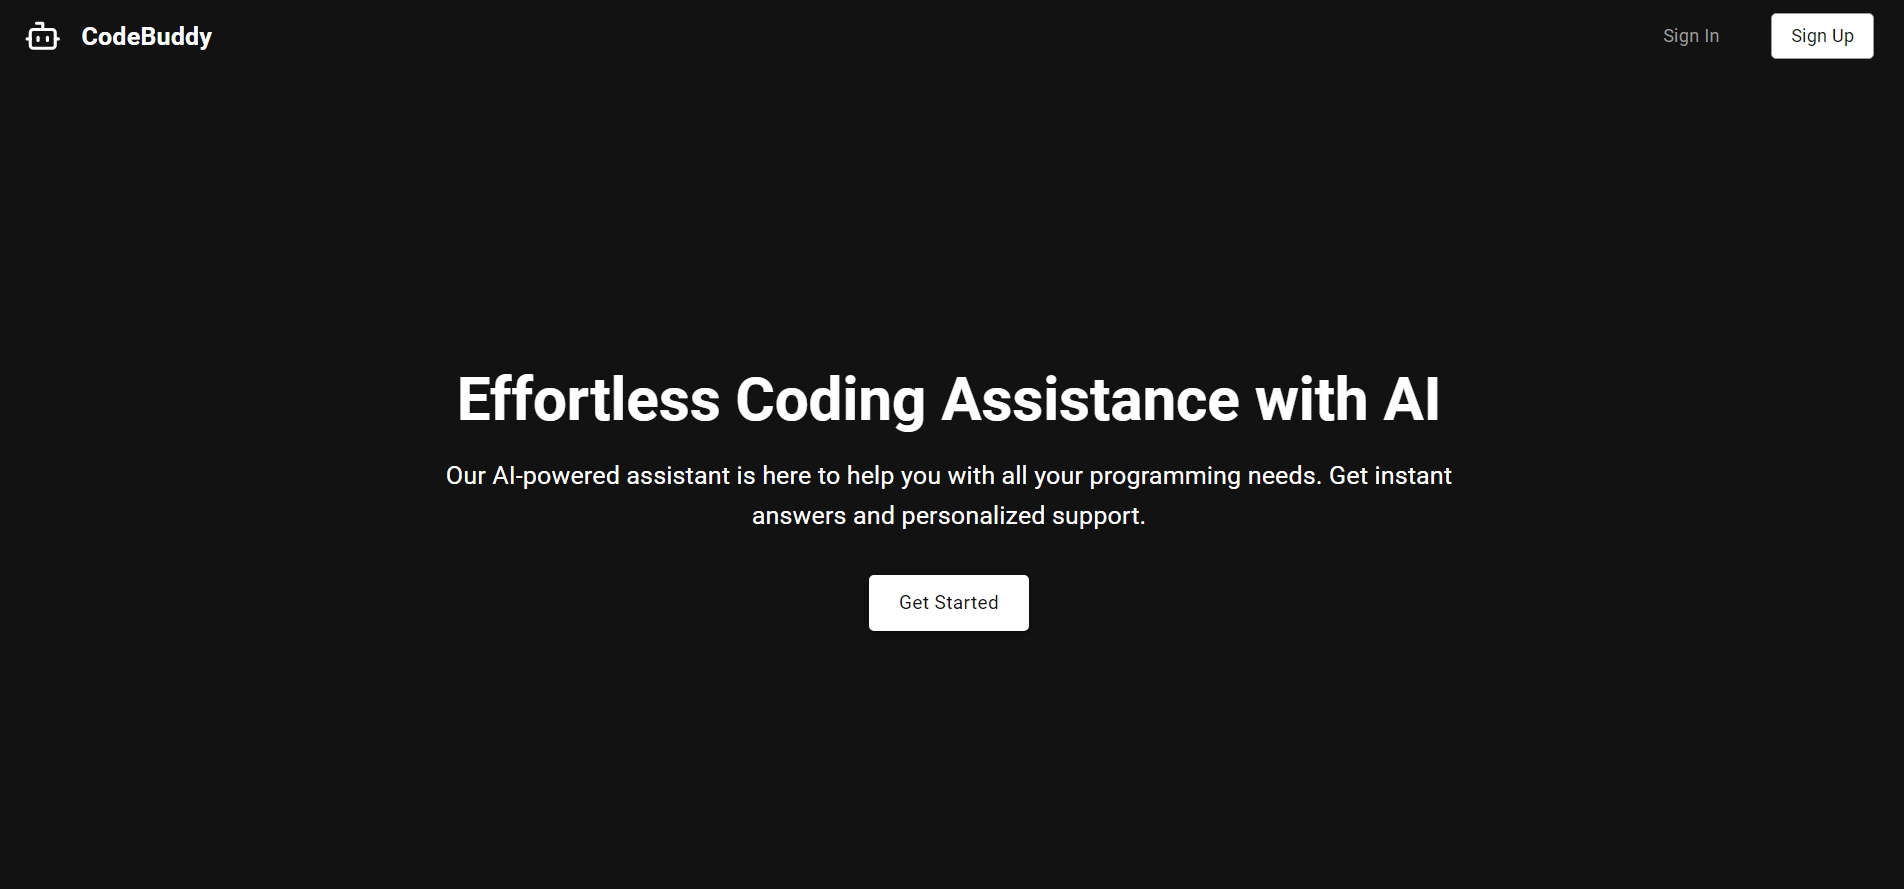 CodeBuddy
Sign In
Sign Up
Effortless Coding Assistance with AI
Our AI-powered assistant is here to help you with all your programming needs. Get instant
answers and personalized support.
Get Started